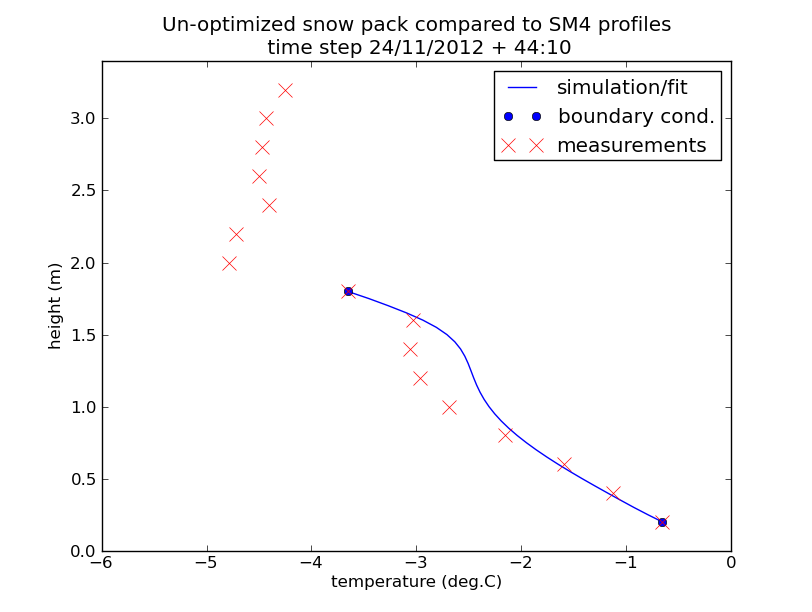 Un-optimized snow pack compared to SM4 profiles
time step 24/11/2012 + 44:10
simulation/fit
boundary cond.
measurements
height (m)
3.0
2.5
2.0
1.5
1.0
0.5
0.0
−6 −5 −4 −3 −2 −1 0
temperature (deg.C)